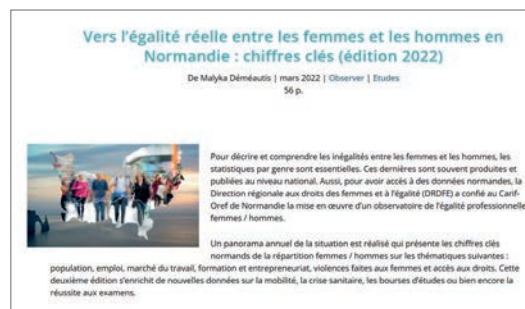 Vers l'égalité réelle entre les femmes et les hommes en
Normandie : chiffres clés (édition 2022)
De Malyka Déméautis | mars 2022 | Observer | Etudes
56 p.
Pour décrire et comprendre les inégalités entre les femmes et les hommes, les
statistiques par genre sont essentielles. Ces dernières sont souvent produites et
publiées au niveau national. Aussi, pour avoir accès à des données normandes, la
Direction régionale aux droits des femmes et à l'égalité (DRDFE) a confié au Carif-
Oref de Normandie la mise en œuvre d'un observatoire de l'égalité professionnelle
femmes / hommes.
Un panorama annuel de la situation est réalisé qui présente les chiffres clés
normands de la répartition femmes / hommes sur les thématiques suivantes :
population, emploi, marché du travail, formation et entrepreneuriat, violences faites aux femmes et accès aux droits. Cette
deuxième édition s'enrichit de nouvelles données sur la mobilité, la crise sanitaire, les bourses d'études ou bien encore la
réussite aux examens.